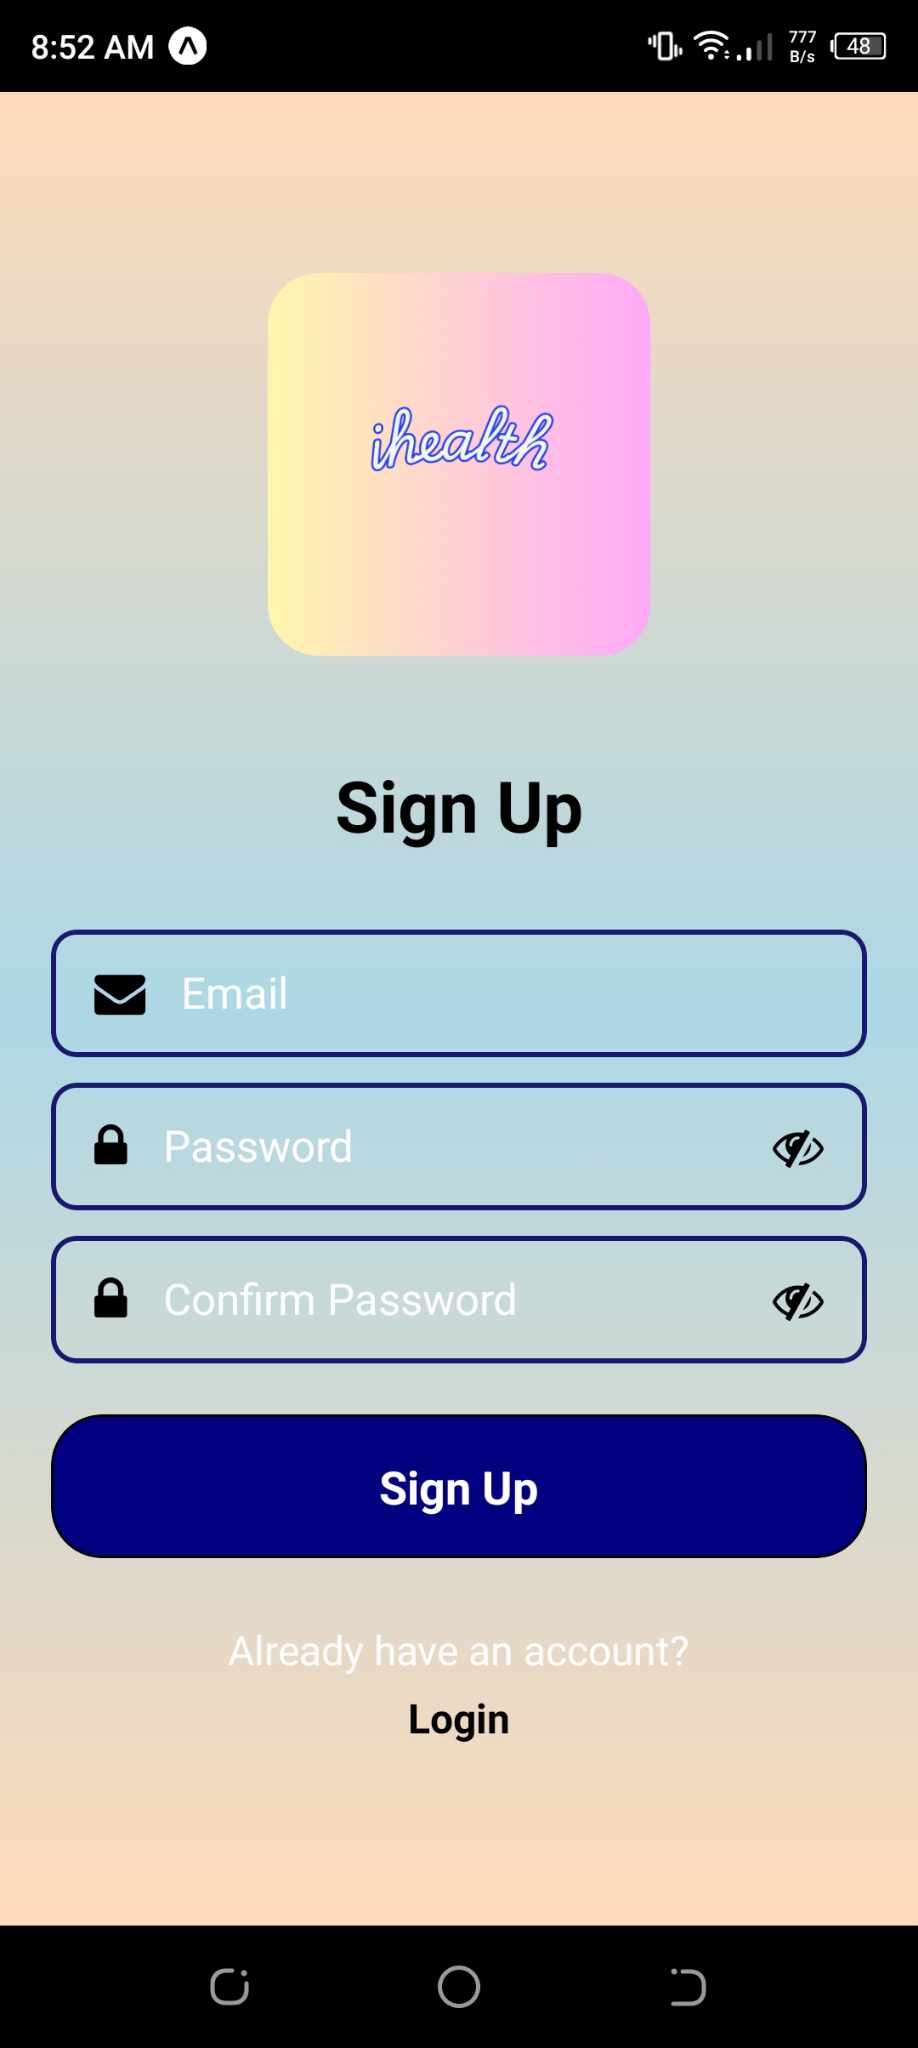 8:52 AM
777
B/s
48
ihealth
Sign Up
Email
Password
Confirm Password
Sign Up
Already have an account?
Login